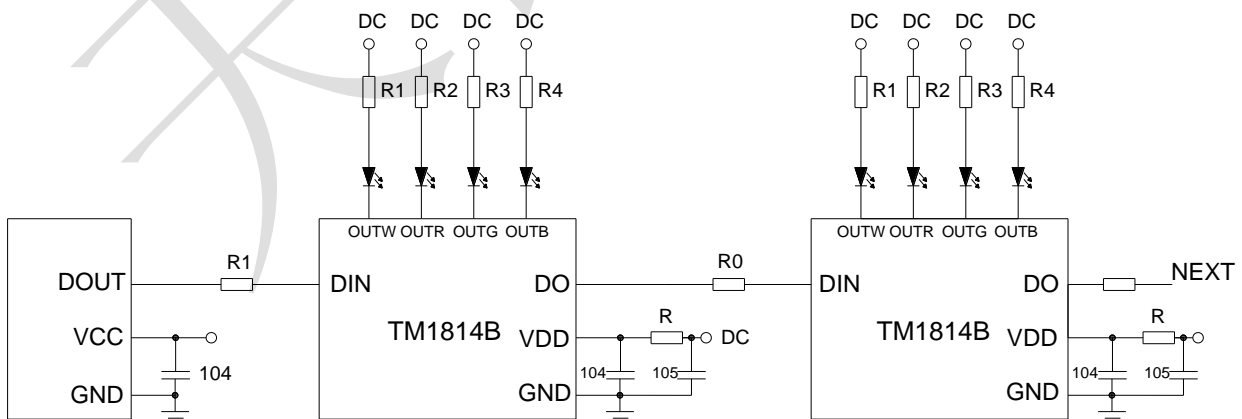 DC DC DC DC DC DC DC DC
R1 R2 R3 R4 R1 R2 R3 R4
OUTW OUTR OUTG OUTB OUTW OUTR OUTG OUTB
DOUT R1 DIN DO R0 DIN DO NEXT
VCC TM1814B VDD R DC TM1814B VDD R
104 104 105 104 105
GND GND GND